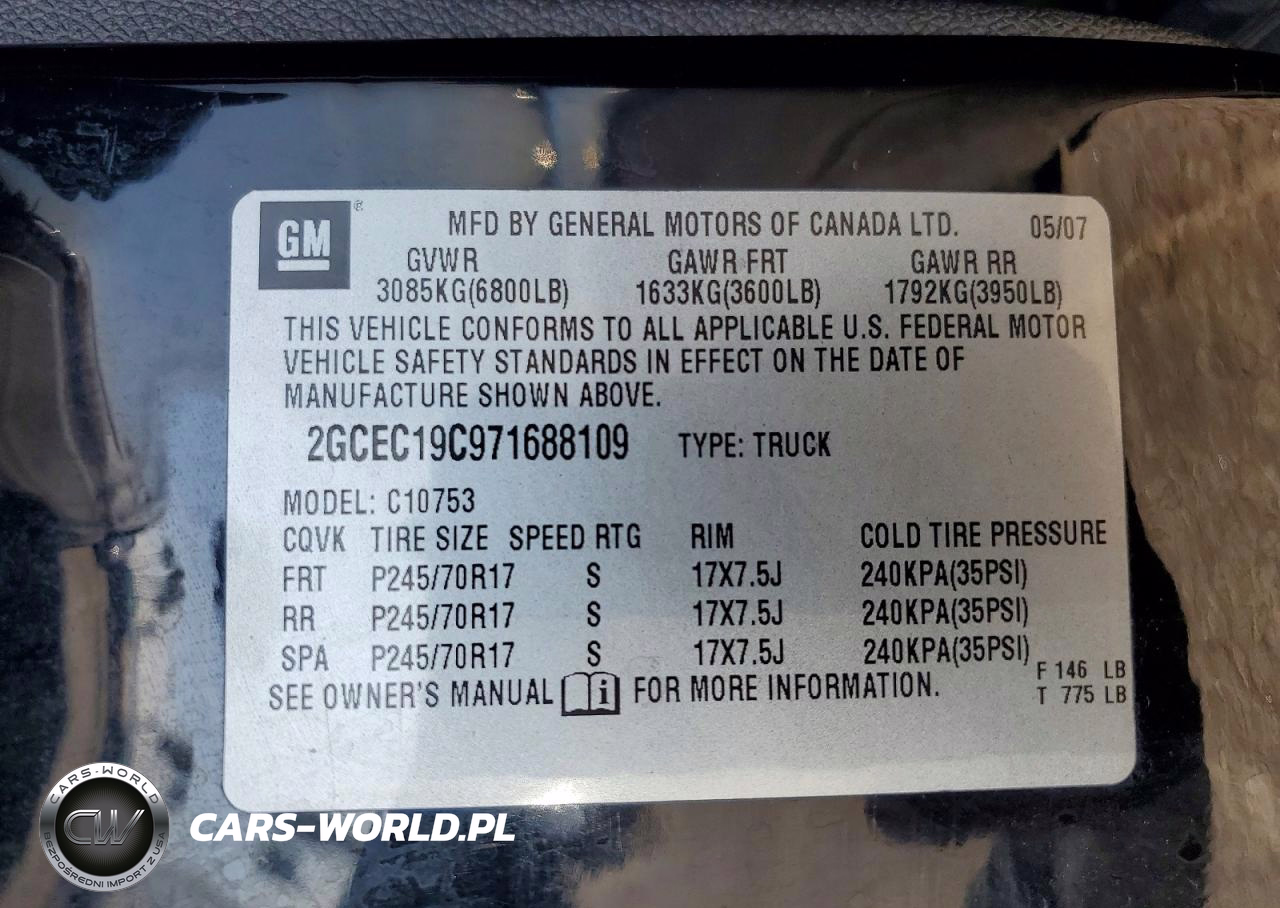 GM ®
MFD BY GENERAL MOTORS OF CANADA LTD. 05/07
GVWR GAWR FRT GAWR RR
3085KG(6800LB) 1633KG(3600LB) 1792KG(3950LB)
THIS VEHICLE CONFORMS TO ALL APPLICABLE U.S. FEDERAL MOTOR
VEHICLE SAFETY STANDARDS IN EFFECT ON THE DATE OF
MANUFACTURE SHOWN ABOVE.
2GCEC19C971688109 TYPE: TRUCK
MODEL: C10753
CQVK TIRE SIZE SPEED RTG RIM COLD TIRE PRESSURE
FRT P245/70R17 S 17X7.5J 240KPA(35PSI)
RR P245/70R17 S 17X7.5J 240KPA(35PSI)
SPA P245/70R17 S 17X7.5J 240KPA(35PSI)
F 146 LB
SEE OWNER'S MANUAL i FOR MORE INFORMATION. T 775 LB
CARS-WORLD
CW
BEZPOŚREDNI IMPORT Z USA
CARS-WORLD.PL